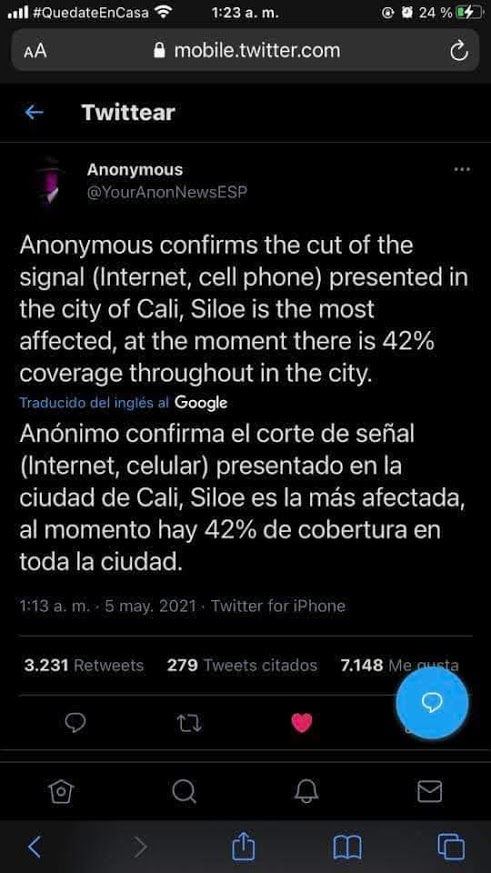 #QuedateEnCasa 1:23 a. m. 24 %
AA mobile.twitter.com
Twittear
Anonymous
@YourAnonNewsESP
Anonymous confirms the cut of the
signal (Internet, cell phone) presented in
the city of Cali, Siloe is the most
affected, at the moment there is 42%
coverage throughout in the city.
Traducido del inglés al Google
Anónimo confirma el corte de señal
(Internet, celular) presentado en la
ciudad de Cali, Siloe es la más afectada,
al momento hay 42% de cobertura en
toda la ciudad.
1:13 a. m. · 5 may. 2021 · Twitter for iPhone
3.231 Retweets 279 Tweets citados 7.148 Me gusta